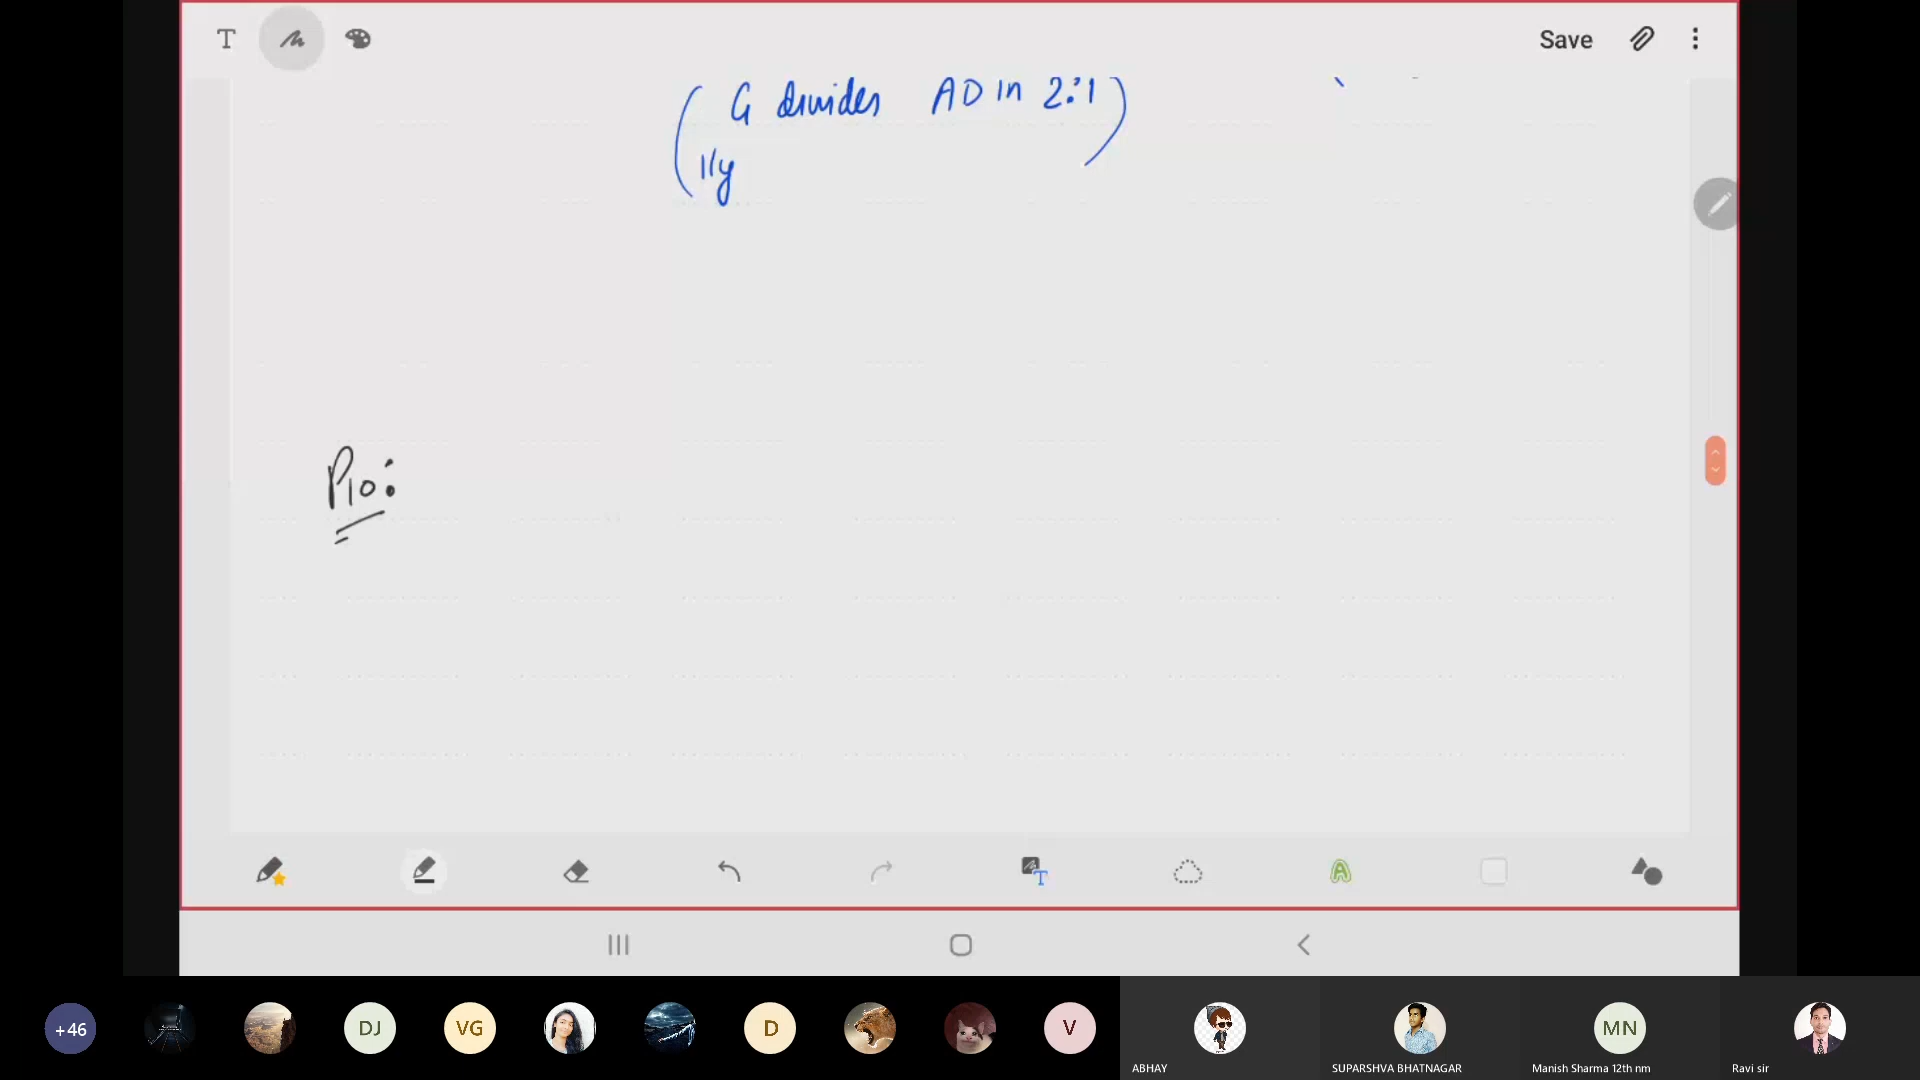 T
Save
( G divides AD in 2:1 )
11y
P10:
T
A
+46
DJ
VG
D
V
MN
ABHAY
SUPARSHVA BHATNAGAR
Manish Sharma 12th nm
Ravi sir